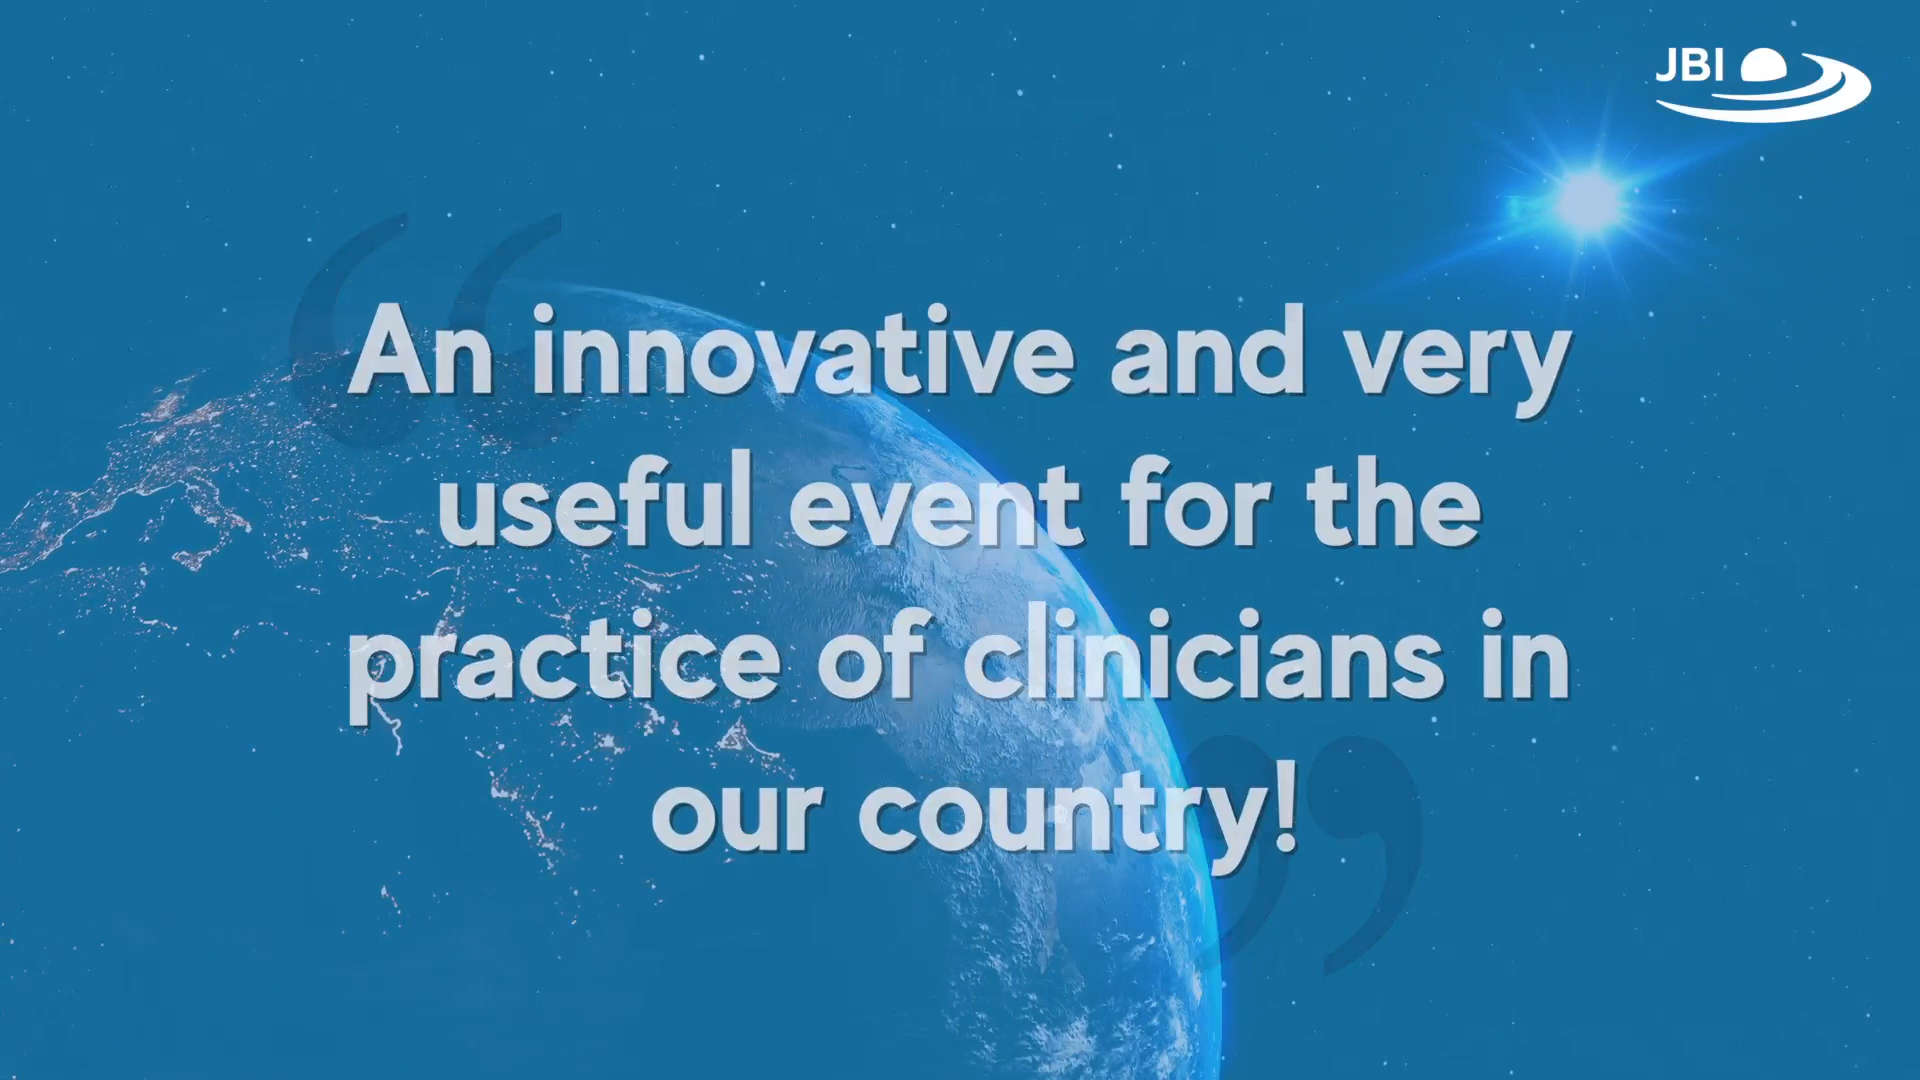 JBI
An innovative and very
useful event for the
practice of clinicians in
our country!